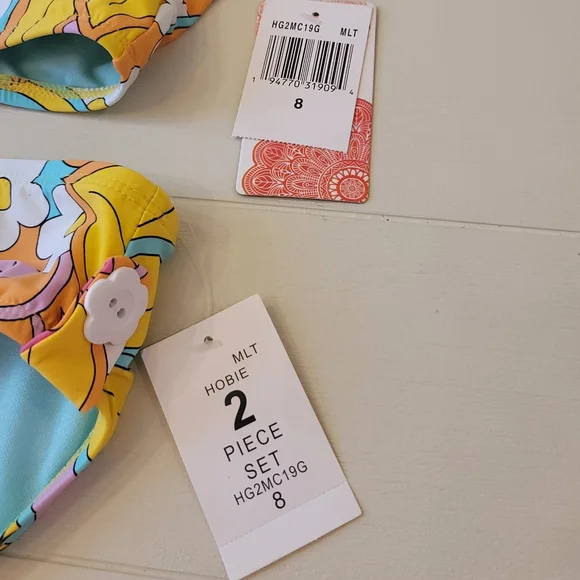 HG2MC19G MLT
1 94770 31909 4
8
MLT
HOBIE
2
PIECE
SET
HG2MC19G
8